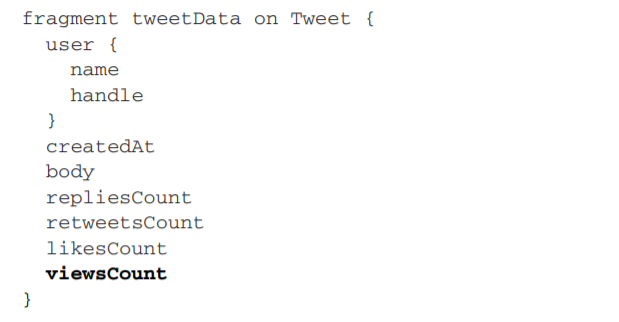 fragment tweetData on Tweet {
  user {
    name
    handle
  }
  createdAt
  body
  repliesCount
  retweetsCount
  likesCount
  viewsCount
}